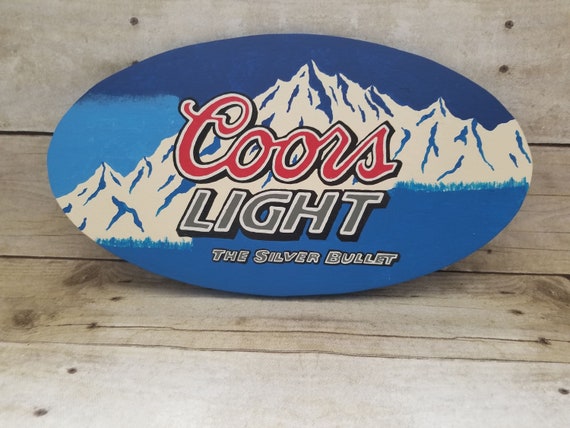 Coors
LIGHT
THE SILVER BULLET